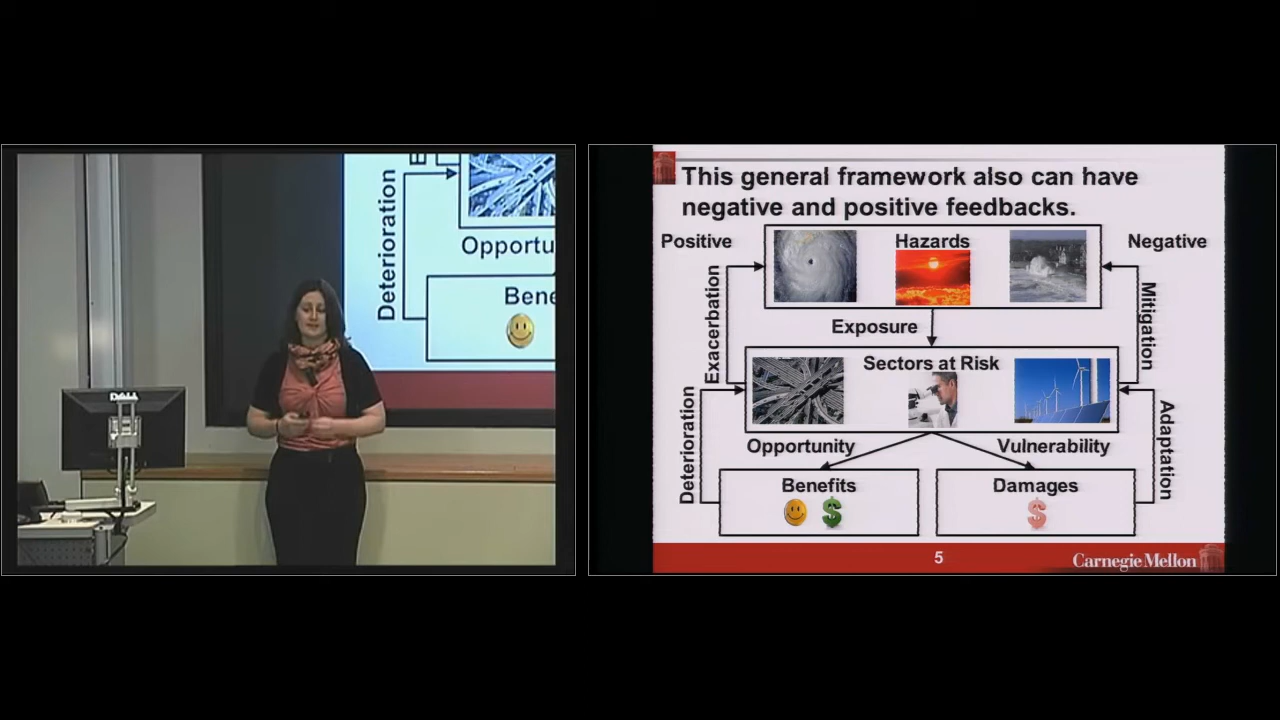 Deterioration
E
Opportu
Bene
DELL
This general framework also can have
negative and positive feedbacks.
Positive
Hazards
Negative
Exacerbation
Exposure
Mitigation
Sectors at Risk
Deterioration
Opportunity
Vulnerability
Adaptation
Benefits
$
Damages
$
5
Carnegie Mellon